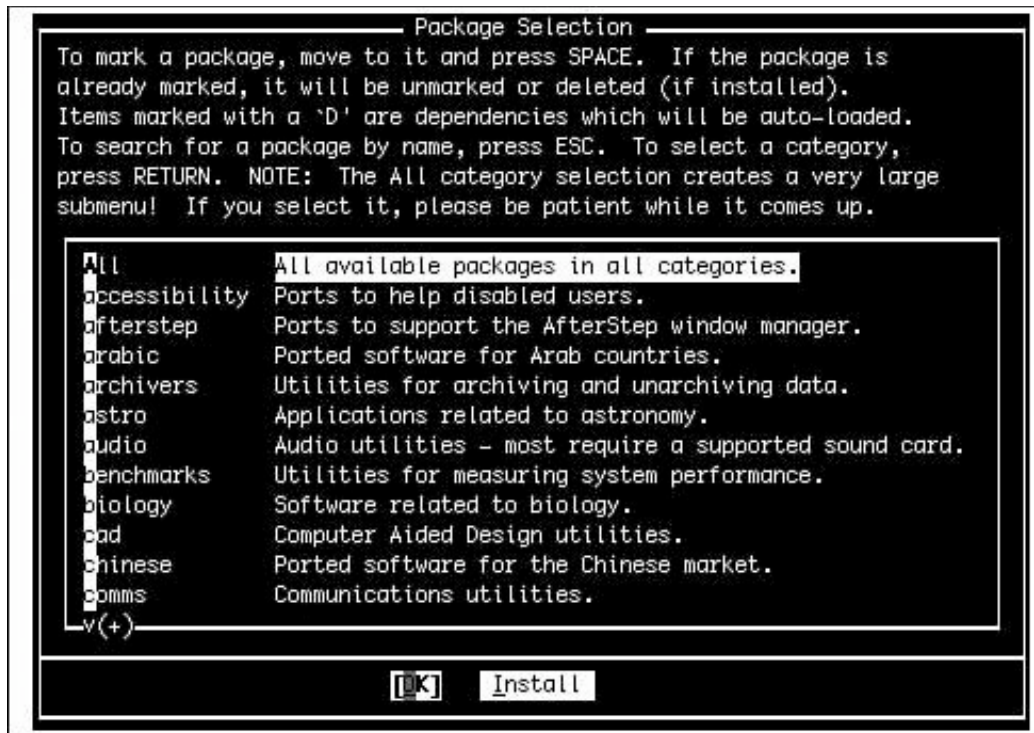 Package Selection
To mark a package, move to it and press SPACE.  If the package is
already marked, it will be unmarked or deleted (if installed).
Items marked with a `D' are dependencies which will be auto-loaded.
To search for a package by name, press ESC.  To select a category,
press RETURN.  NOTE:  The All category selection creates a very large
submenu!  If you select it, please be patient while it comes up.
All All available packages in all categories.
accessibility Ports to help disabled users.
afterstep Ports to support the AfterStep window manager.
arabic Ported software for Arab countries.
archivers Utilities for archiving and unarchiving data.
astro Applications related to astronomy.
audio Audio utilities - most require a supported sound card.
benchmarks Utilities for measuring system performance.
biology Software related to biology.
cad Computer Aided Design utilities.
chinese Ported software for the Chinese market.
comms Communications utilities.
v(+)
[OK] Install